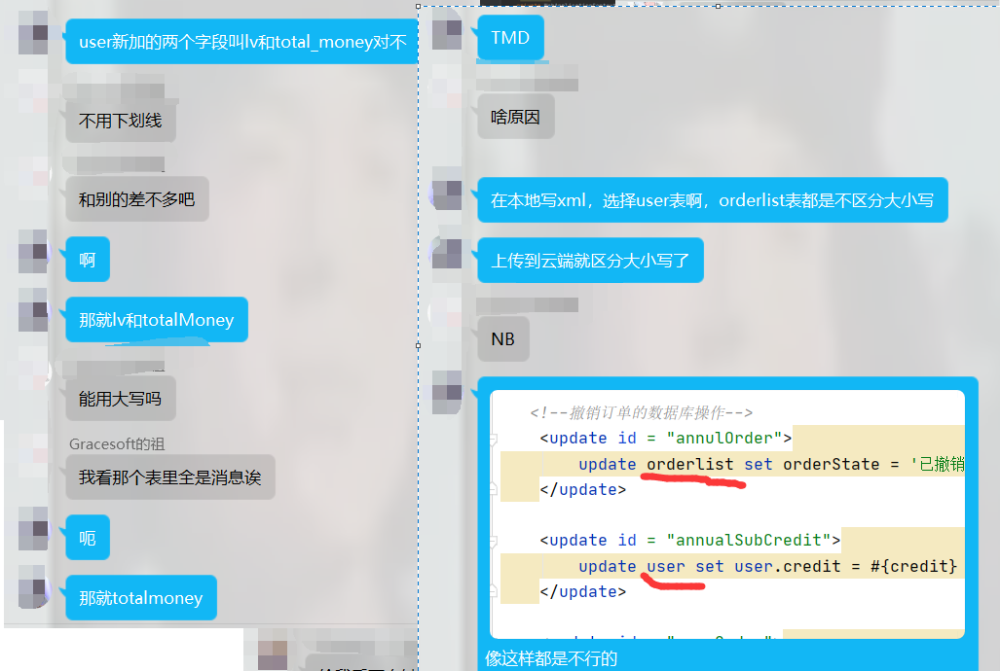 user新加的两个字段叫lv和total_money对不
不用下划线
和别的差不多吧
啊
那就lv和totalMoney
能用大写吗
Gracesoft的祖
我看那个表里全是消息诶
呃
那就totalmoney
TMD
啥原因
在本地写xml，选择user表啊，orderlist表都是不区分大小写
上传到云端就区分大小写了
NB
<!--撤销订单的数据库操作-->
<update id = "annulOrder">
update orderlist set orderState = '已撤销
</update>
<update id = "annualSubCredit">
update user set user.credit = #{credit}
</update>
像这样都是不行的